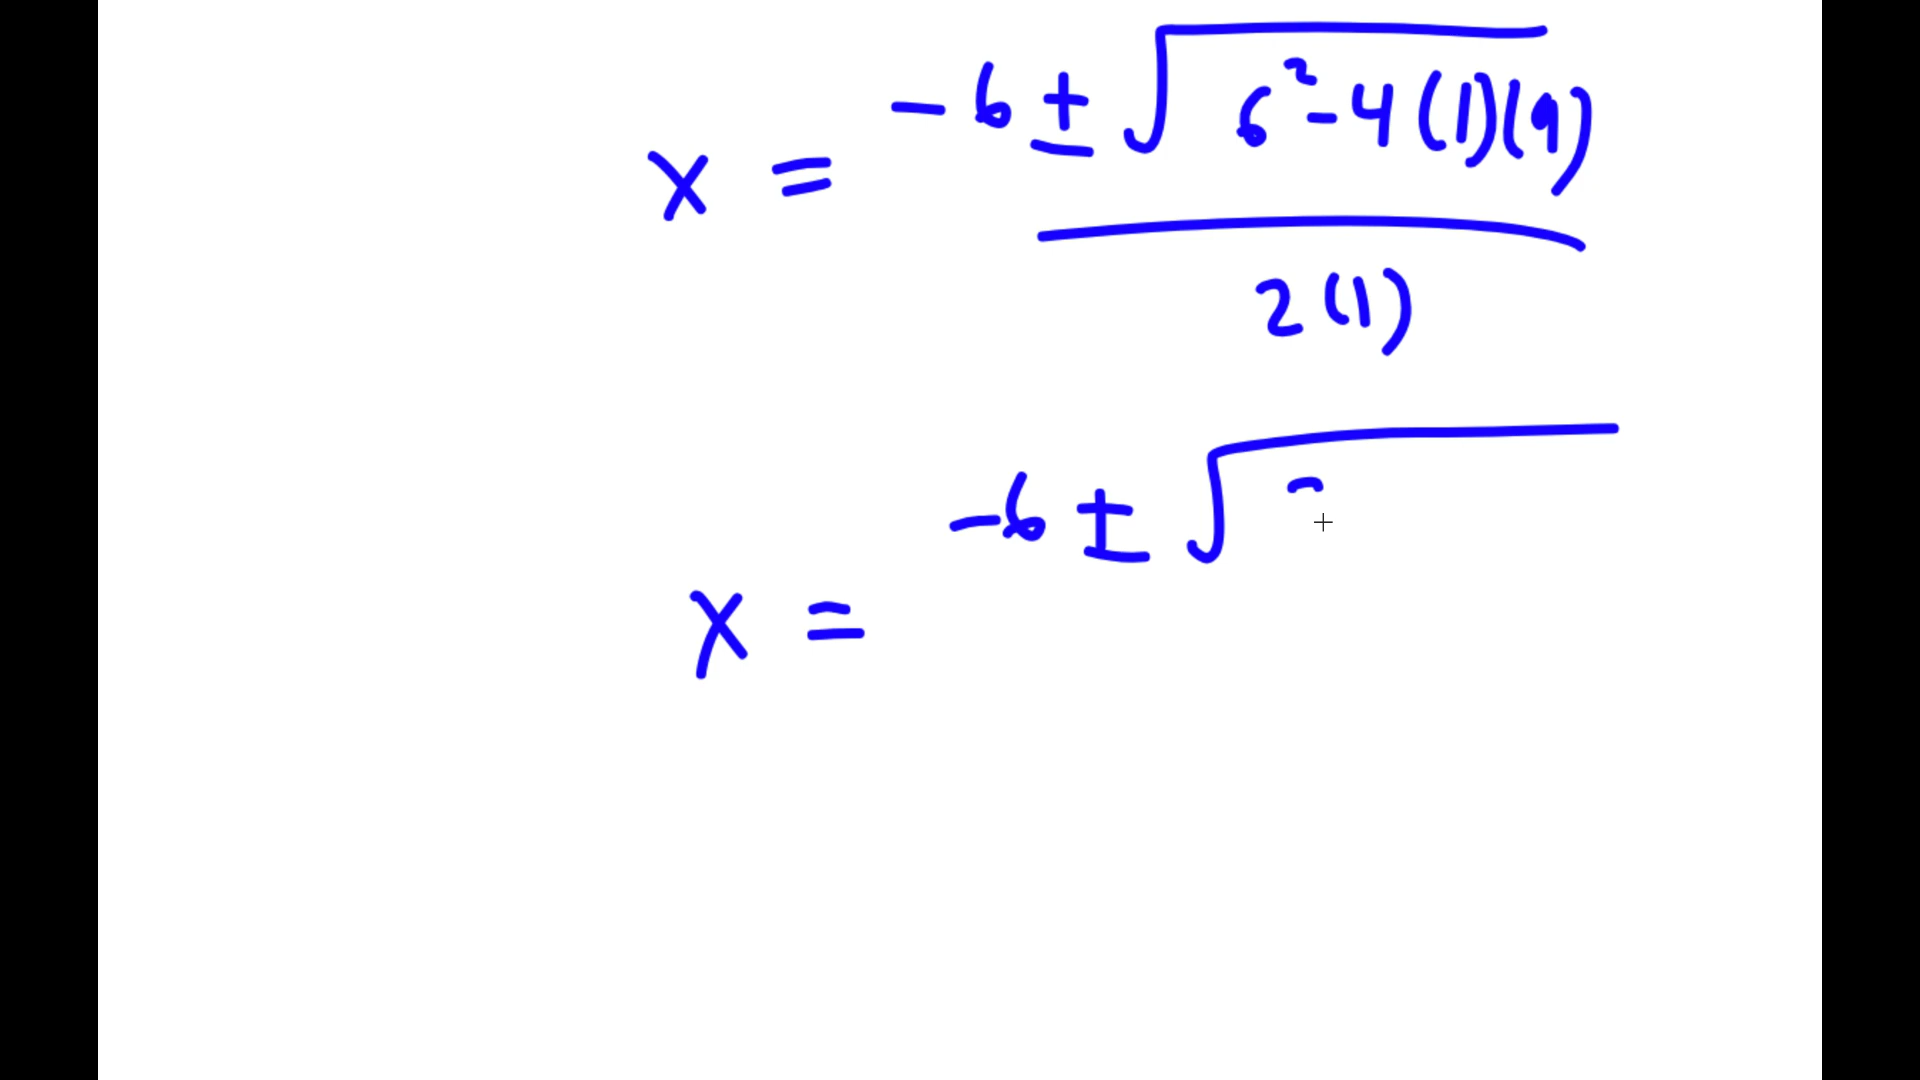 x = -6 ± √(6² - 4(1)(9)) / 2(1)
x = -6 ± √